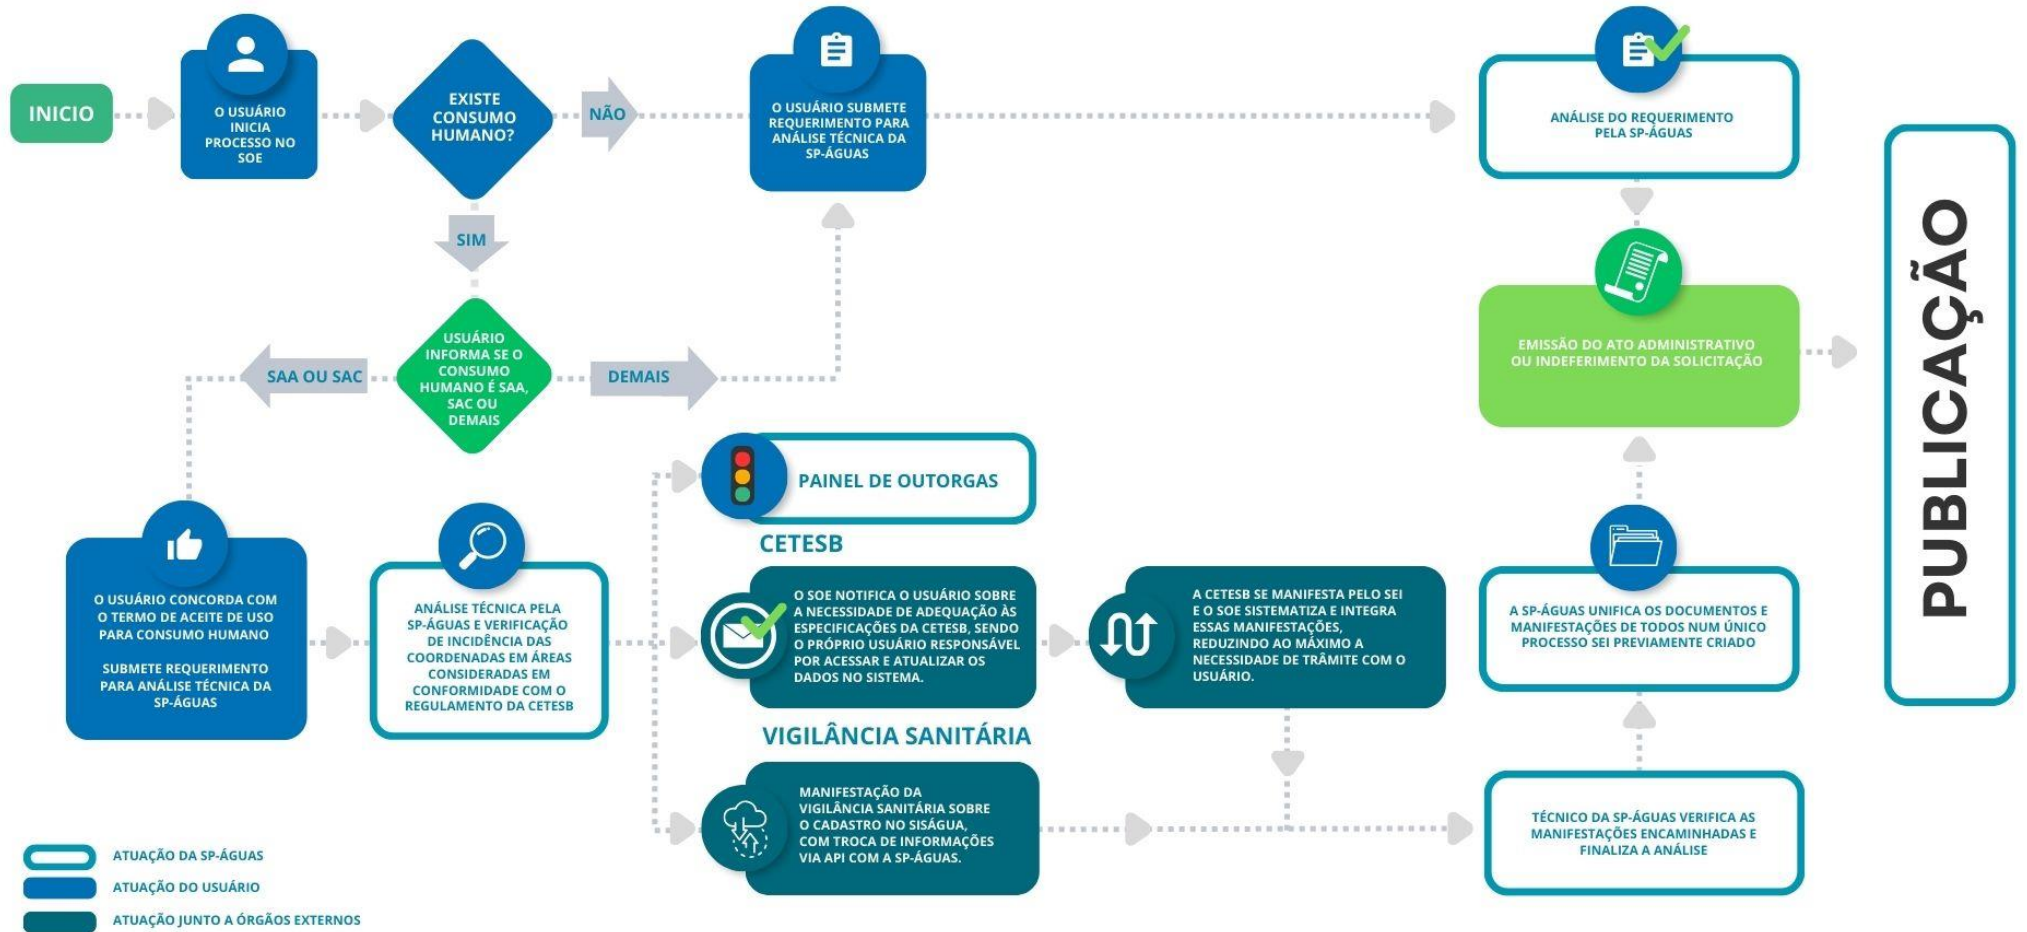 INICIO
O USUÁRIO
INICIA
PROCESSO NO
SOE
EXISTE
CONSUMO
HUMANO?
NÃO
O USUÁRIO SUBMETE
REQUERIMENTO PARA
ANÁLISE TÉCNICA DA
SP-ÁGUAS
ANÁLISE DO REQUERIMENTO
PELA SP-ÁGUAS
SIM
USUÁRIO
INFORMA SE O
CONSUMO
HUMANO É SAA,
SAC OU
DEMAIS
SAA OU SAC
DEMAIS
EMISSÃO DO ATO ADMINISTRATIVO
OU INDEFERIMENTO DA SOLICITAÇÃO
PUBLICAÇÃO
O USUÁRIO CONCORDA COM
O TERMO DE ACEITE DE USO
PARA CONSUMO HUMANO
SUBMETE REQUERIMENTO
PARA ANÁLISE TÉCNICA DA
SP-ÁGUAS
ANÁLISE TÉCNICA PELA
SP-ÁGUAS E VERIFICAÇÃO
DE INCIDÊNCIA DAS
COORDENADAS EM ÁREAS
CONSIDERADAS EM
CONFORMIDADE COM O
REGULAMENTO DA CETESB
PAINEL DE OUTORGAS
CETESB
O SOE NOTIFICA O USUÁRIO SOBRE
A NECESSIDADE DE ADEQUAÇÃO ÀS
ESPECIFICAÇÕES DA CETESB, SENDO
O PRÓPRIO USUÁRIO RESPONSÁVEL
POR ACESSAR E ATUALIZAR OS
DADOS NO SISTEMA.
A CETESB SE MANIFESTA PELO SEI
E O SOE SISTEMATIZA E INTEGRA
ESSAS MANIFESTAÇÕES,
REDUZINDO AO MÁXIMO A
NECESSIDADE DE TRÂMITE COM O
USUÁRIO.
A SP-ÁGUAS UNIFICA OS DOCUMENTOS E
MANIFESTAÇÕES DE TODOS NUM ÚNICO
PROCESSO SEI PREVIAMENTE CRIADO
VIGILÂNCIA SANITÁRIA
MANIFESTAÇÃO DA
VIGILÂNCIA SANITÁRIA SOBRE
O CADASTRO NO SISÁGUA,
COM TROCA DE INFORMAÇÕES
VIA API COM A SP-ÁGUAS.
TÉCNICO DA SP-ÁGUAS VERIFICA AS
MANIFESTAÇÕES ENCAMINHADAS E
FINALIZA A ANÁLISE
ATUAÇÃO DA SP-ÁGUAS
ATUAÇÃO DO USUÁRIO
ATUAÇÃO JUNTO A ÓRGÃOS EXTERNOS